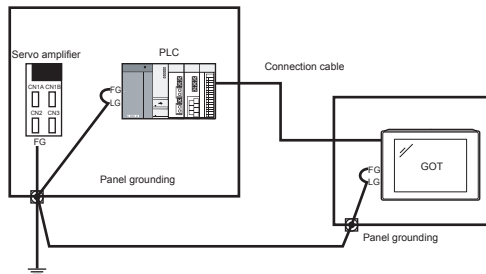 Servo amplifier
CN1A CN1B
CN2 CN3
FG
PLC
FG
LG
Connection cable
Panel grounding
FG
LG
GOT
Panel grounding